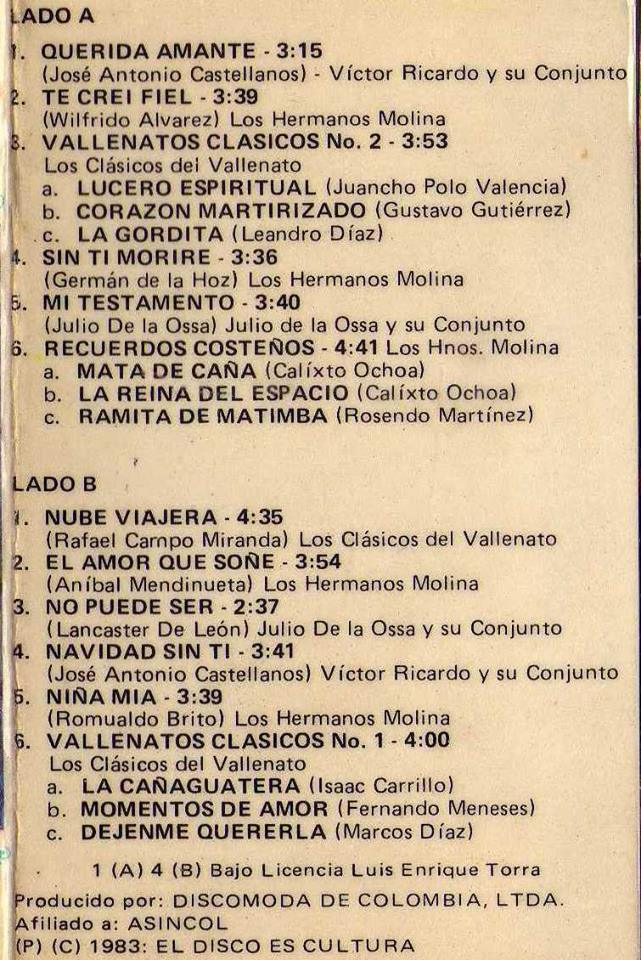 LADO A
1. QUERIDA AMANTE - 3:15
(José Antonio Castellanos) - Víctor Ricardo y su Conjunto
2. TE CREI FIEL - 3:39
(Wilfrido Alvarez) Los Hermanos Molina
3. VALLENATOS CLASICOS No. 2 - 3:53
Los Clásicos del Vallenato
a. LUCERO ESPIRITUAL (Juancho Polo Valencia)
b. CORAZON MARTIRIZADO (Gustavo Gutiérrez)
c. LA GORDITA (Leandro Díaz)
4. SIN TI MORIRE - 3:36
(Germán de la Hoz) Los Hermanos Molina
5. MI TESTAMENTO - 3:40
(Julio De la Ossa) Julio de la Ossa y su Conjunto
6. RECUERDOS COSTEÑOS - 4:41 Los Hnos. Molina
a. MATA DE CAÑA (Calíxto Ochoa)
b. LA REINA DEL ESPACIO (Calíxto Ochoa)
c. RAMITA DE MATIMBA (Rosendo Martínez)
LADO B
1. NUBE VIAJERA - 4:35
(Rafael Campo Miranda) Los Clásicos del Vallenato
2. EL AMOR QUE SOÑE - 3:54
(Aníbal Mendinueta) Los Hermanos Molina
3. NO PUEDE SER - 2:37
(Lancaster De León) Julio De la Ossa y su Conjunto
4. NAVIDAD SIN TI - 3:41
(José Antonio Castellanos) Víctor Ricardo y su Conjunto
5. NIÑA MIA - 3:39
(Romualdo Brito) Los Hermanos Molina
6. VALLENATOS CLASICOS No. 1 - 4:00
Los Clásicos del Vallenato
a. LA CAÑAGUATERA (Isaac Carrillo)
b. MOMENTOS DE AMOR (Fernando Meneses)
c. DEJENME QUERERLA (Marcos Díaz)
1 (A) 4 (B) Bajo Licencia Luis Enrique Torra
Producido por: DISCOMODA DE COLOMBIA, LTDA.
Afiliado a: ASINCOL
(P) (C) 1983: EL DISCO ES CULTURA